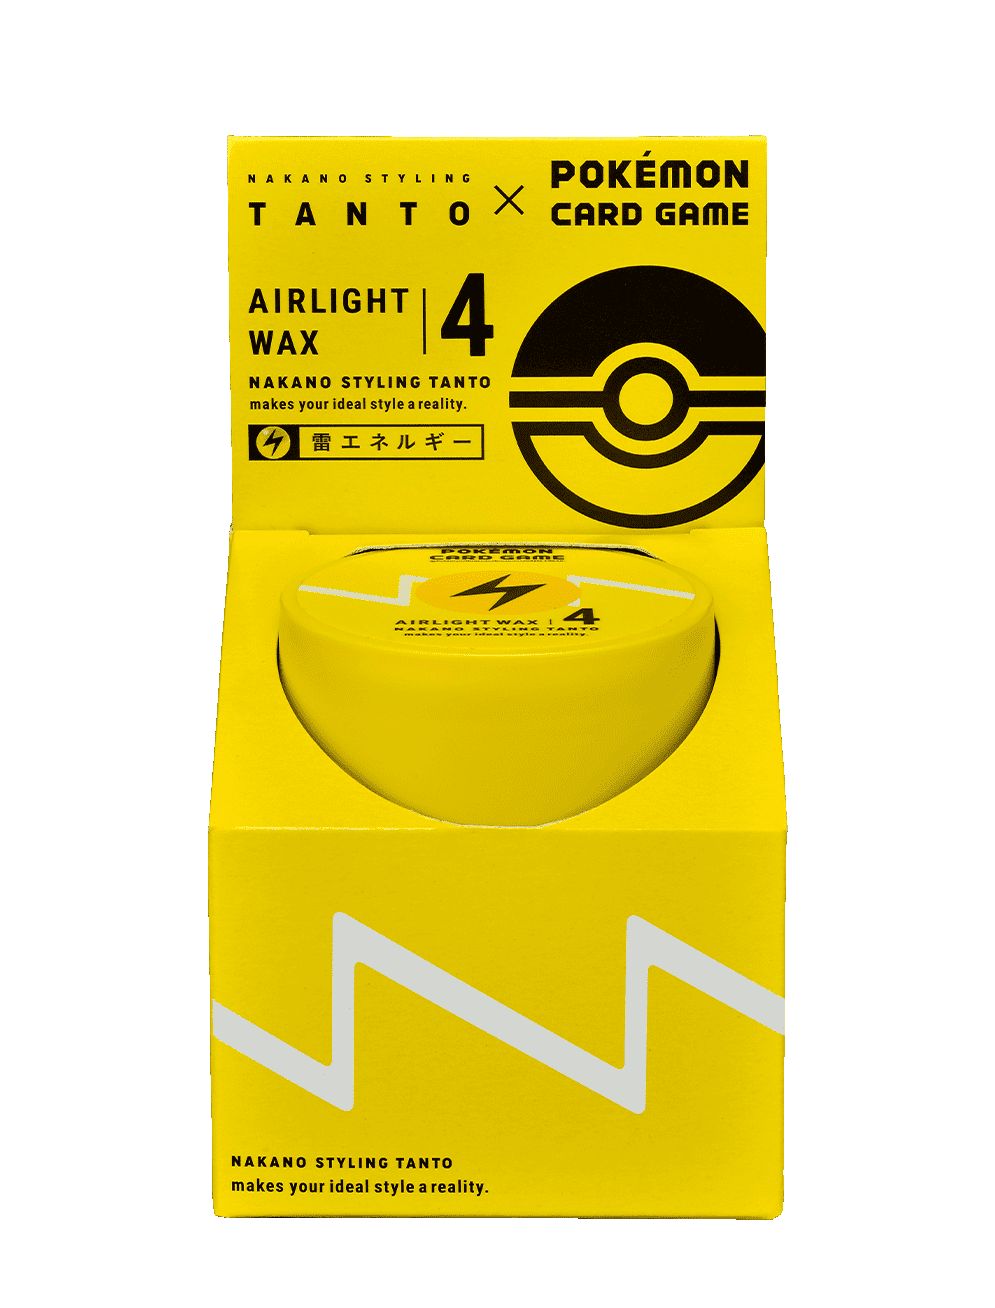 NAKANO STYLING
TANTO
×
POKÉMON
CARD GAME
AIRLIGHT
WAX
4
NAKANO STYLING TANTO
makes your ideal style a reality.
雷エネルギー
POKÉMON
CARD GAME
AIRLIGHT WAX | 4
NAKANO STYLING TANTO
makes your ideal style a reality.
NAKANO STYLING TANTO
makes your ideal style a reality.